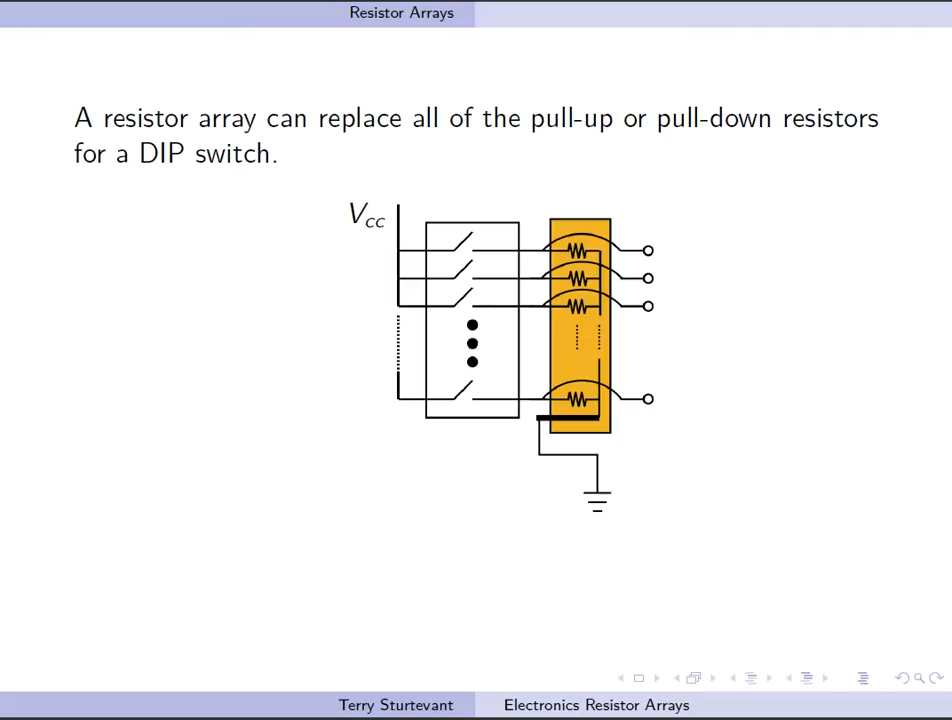 Resistor Arrays
A resistor array can replace all of the pull-up or pull-down resistors
for a DIP switch.
Vcc
Terry Sturtevant Electronics Resistor Arrays